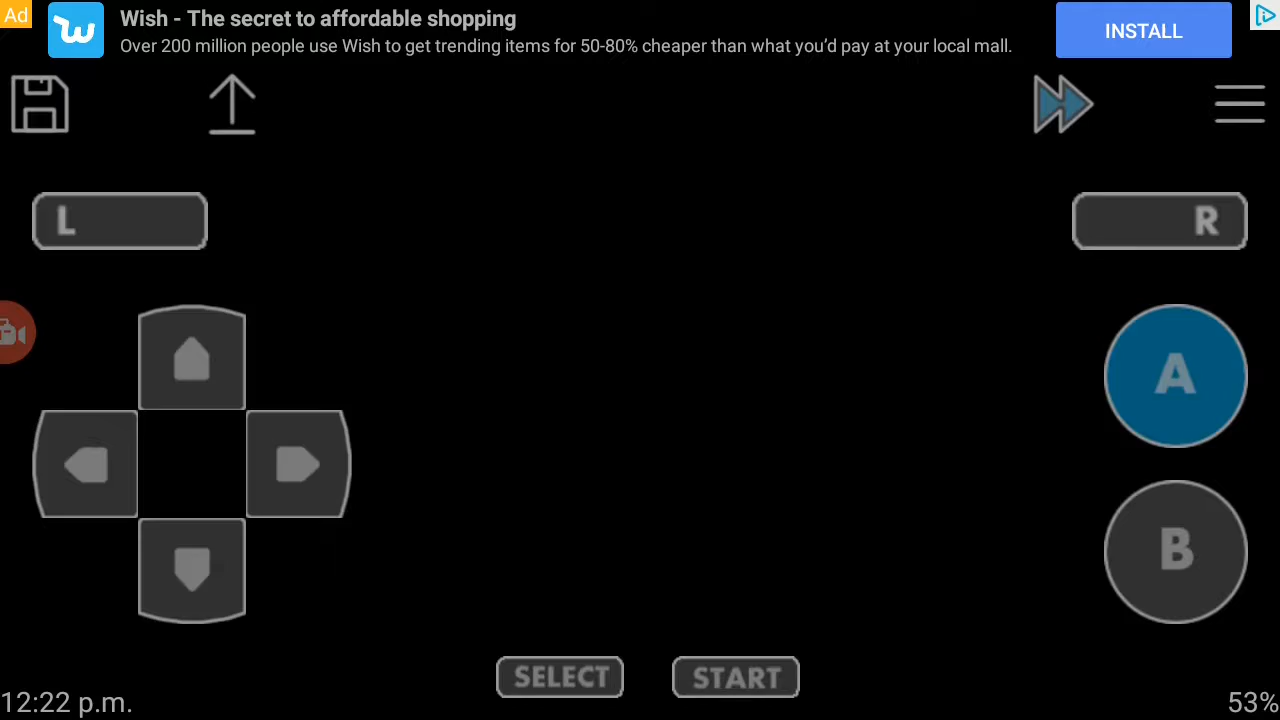 Ad
Wish - The secret to affordable shopping
Over 200 million people use Wish to get trending items for 50-80% cheaper than what you’d pay at your local mall.
INSTALL
L
R
A
B
SELECT
START
12:22 p.m.
53%